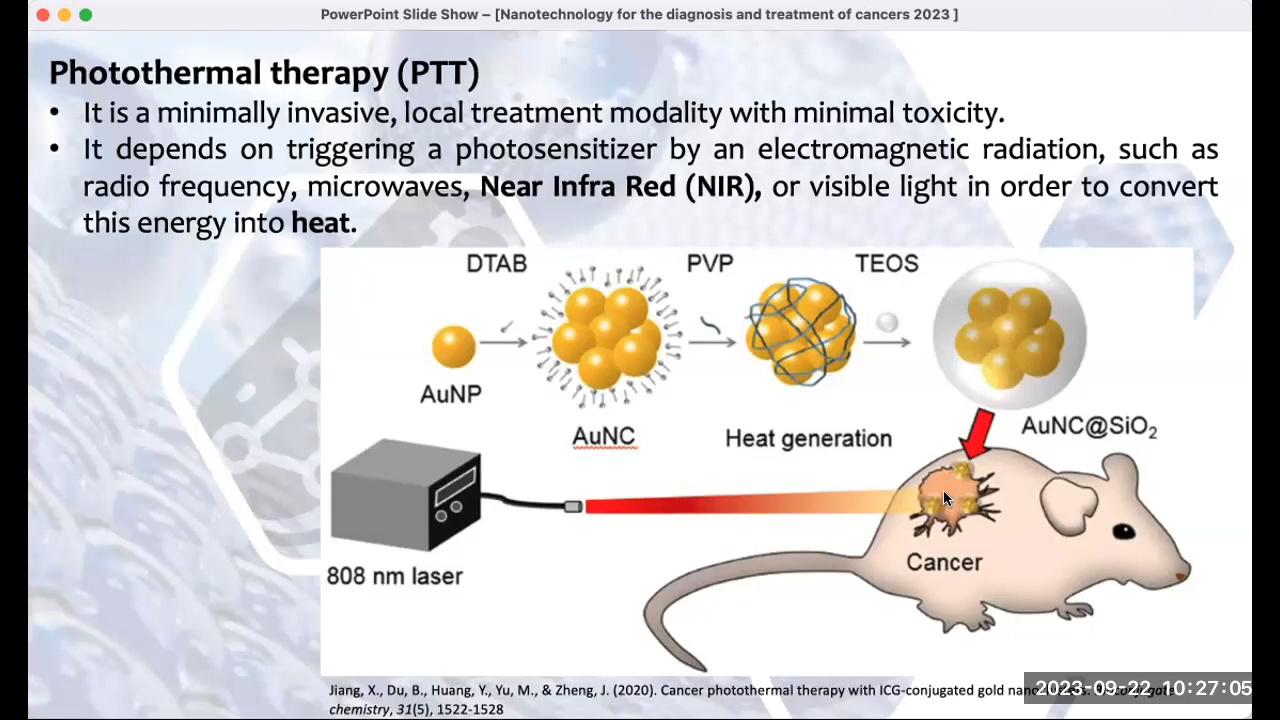 PowerPoint Slide Show – [Nanotechnology for the diagnosis and treatment of cancers 2023 ]
Photothermal therapy (PTT)
• It is a minimally invasive, local treatment modality with minimal toxicity.
• It depends on triggering a photosensitizer by an electromagnetic radiation, such as
radio frequency, microwaves, Near Infra Red (NIR), or visible light in order to convert
this energy into heat.
DTAB PVP TEOS
AuNP
AuNC Heat generation AuNC@SiO₂
808 nm laser
Cancer
Jiang, X., Du, B., Huang, Y., Yu, M., & Zheng, J. (2020). Cancer photothermal therapy with ICG-conjugated gold
chemistry, 31(5), 1522-1528
2023-09-22 10:27:05